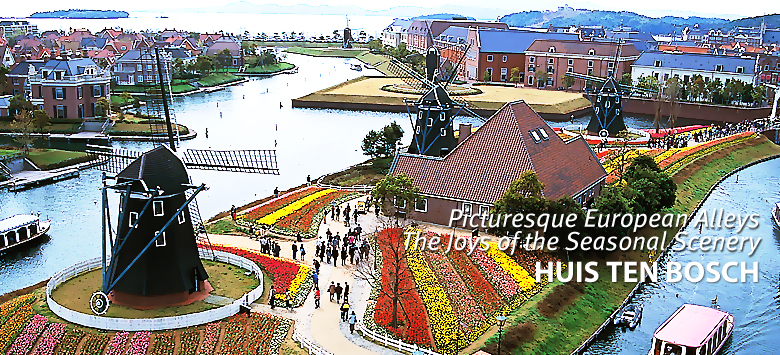 Picturesque European Alleys
The Joys of the Seasonal Scenery
HUIS TEN BOSCH